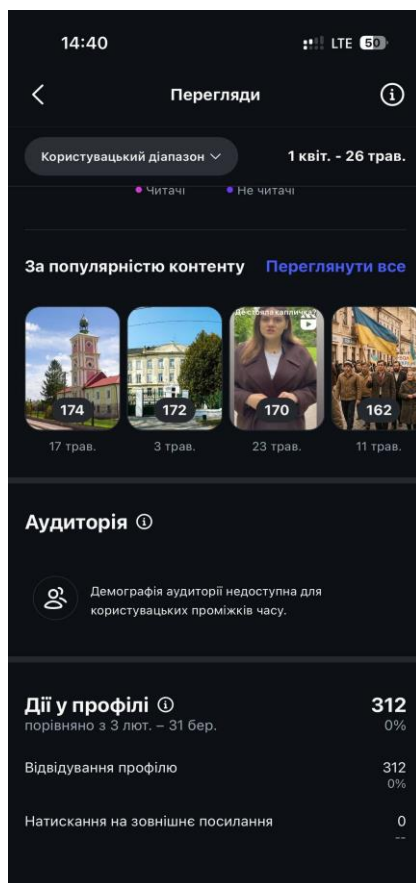 14:40
LTE 50
Перегляди
Користувацький діапазон
1 квіт. - 26 трав.
Читачі
Не читачі
За популярністю контенту
Переглянути все
Де стояла капличка?
174
172
170
162
17 трав.
3 трав.
23 трав.
11 трав.
Аудиторія
Демографія аудиторії недоступна для
користувацьких проміжків часу.
Дії у профілі
312
порівняно з 3 лют. – 31 бер.
0%
Відвідування профілю
312
0%
Натискання на зовнішнє посилання
0
--